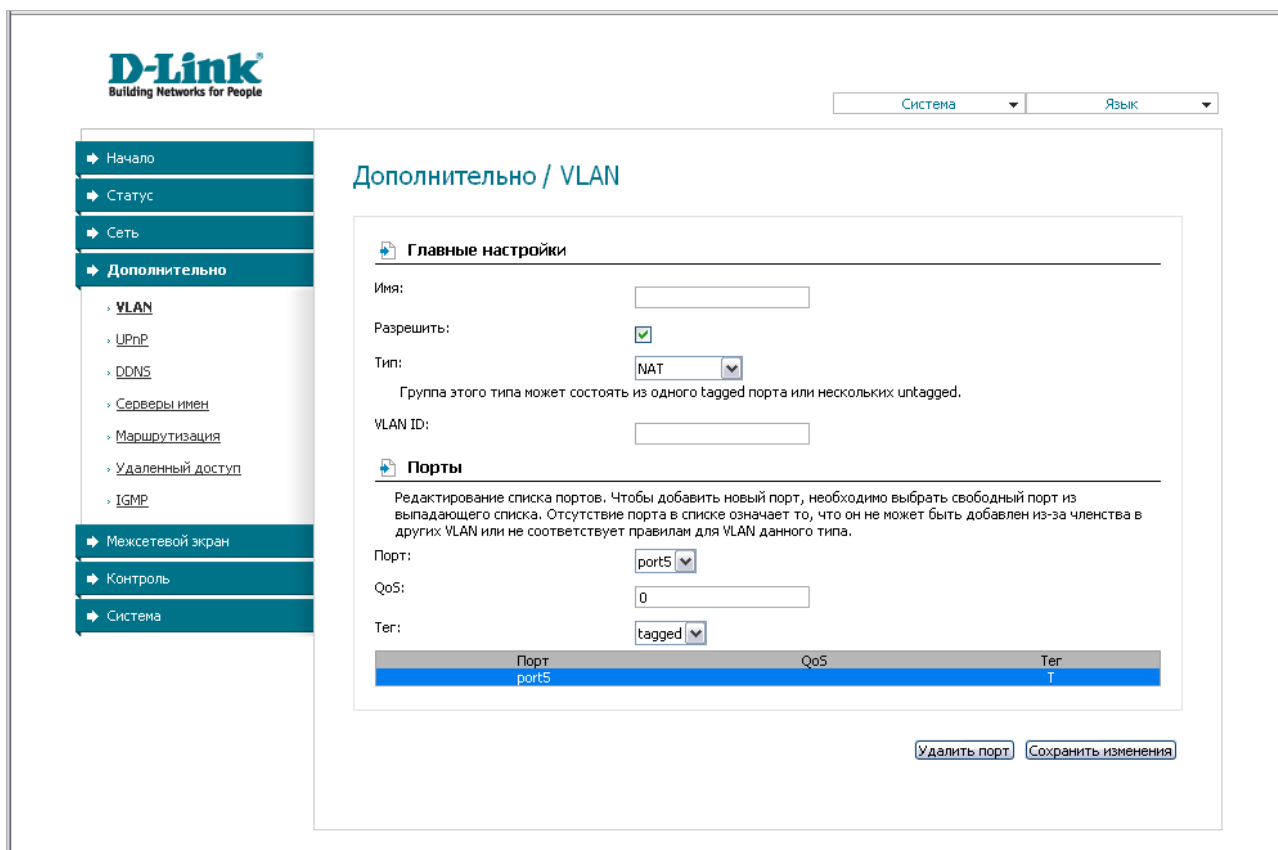 D-Link
Building Networks for People
Система
Язык
Начало
Статус
Сеть
Дополнительно
VLAN
UPnP
DDNS
Серверы имен
Маршрутизация
Удаленный доступ
IGMP
Межсетевой экран
Контроль
Система
Дополнительно / VLAN
Главные настройки
Имя:
Разрешить:
Тип:
NAT
Группа этого типа может состоять из одного tagged порта или нескольких untagged.
VLAN ID:
Порты
Редактирование списка портов. Чтобы добавить новый порт, необходимо выбрать свободный порт из
выпадающего списка. Отсутствие порта в списке означает то, что он не может быть добавлен из-за членства в
других VLAN или не соответствует правилам для VLAN данного типа.
Порт:
port5
QoS:
0
Тег:
tagged
Порт QoS Тег
port5 T
Удалить порт Сохранить изменения